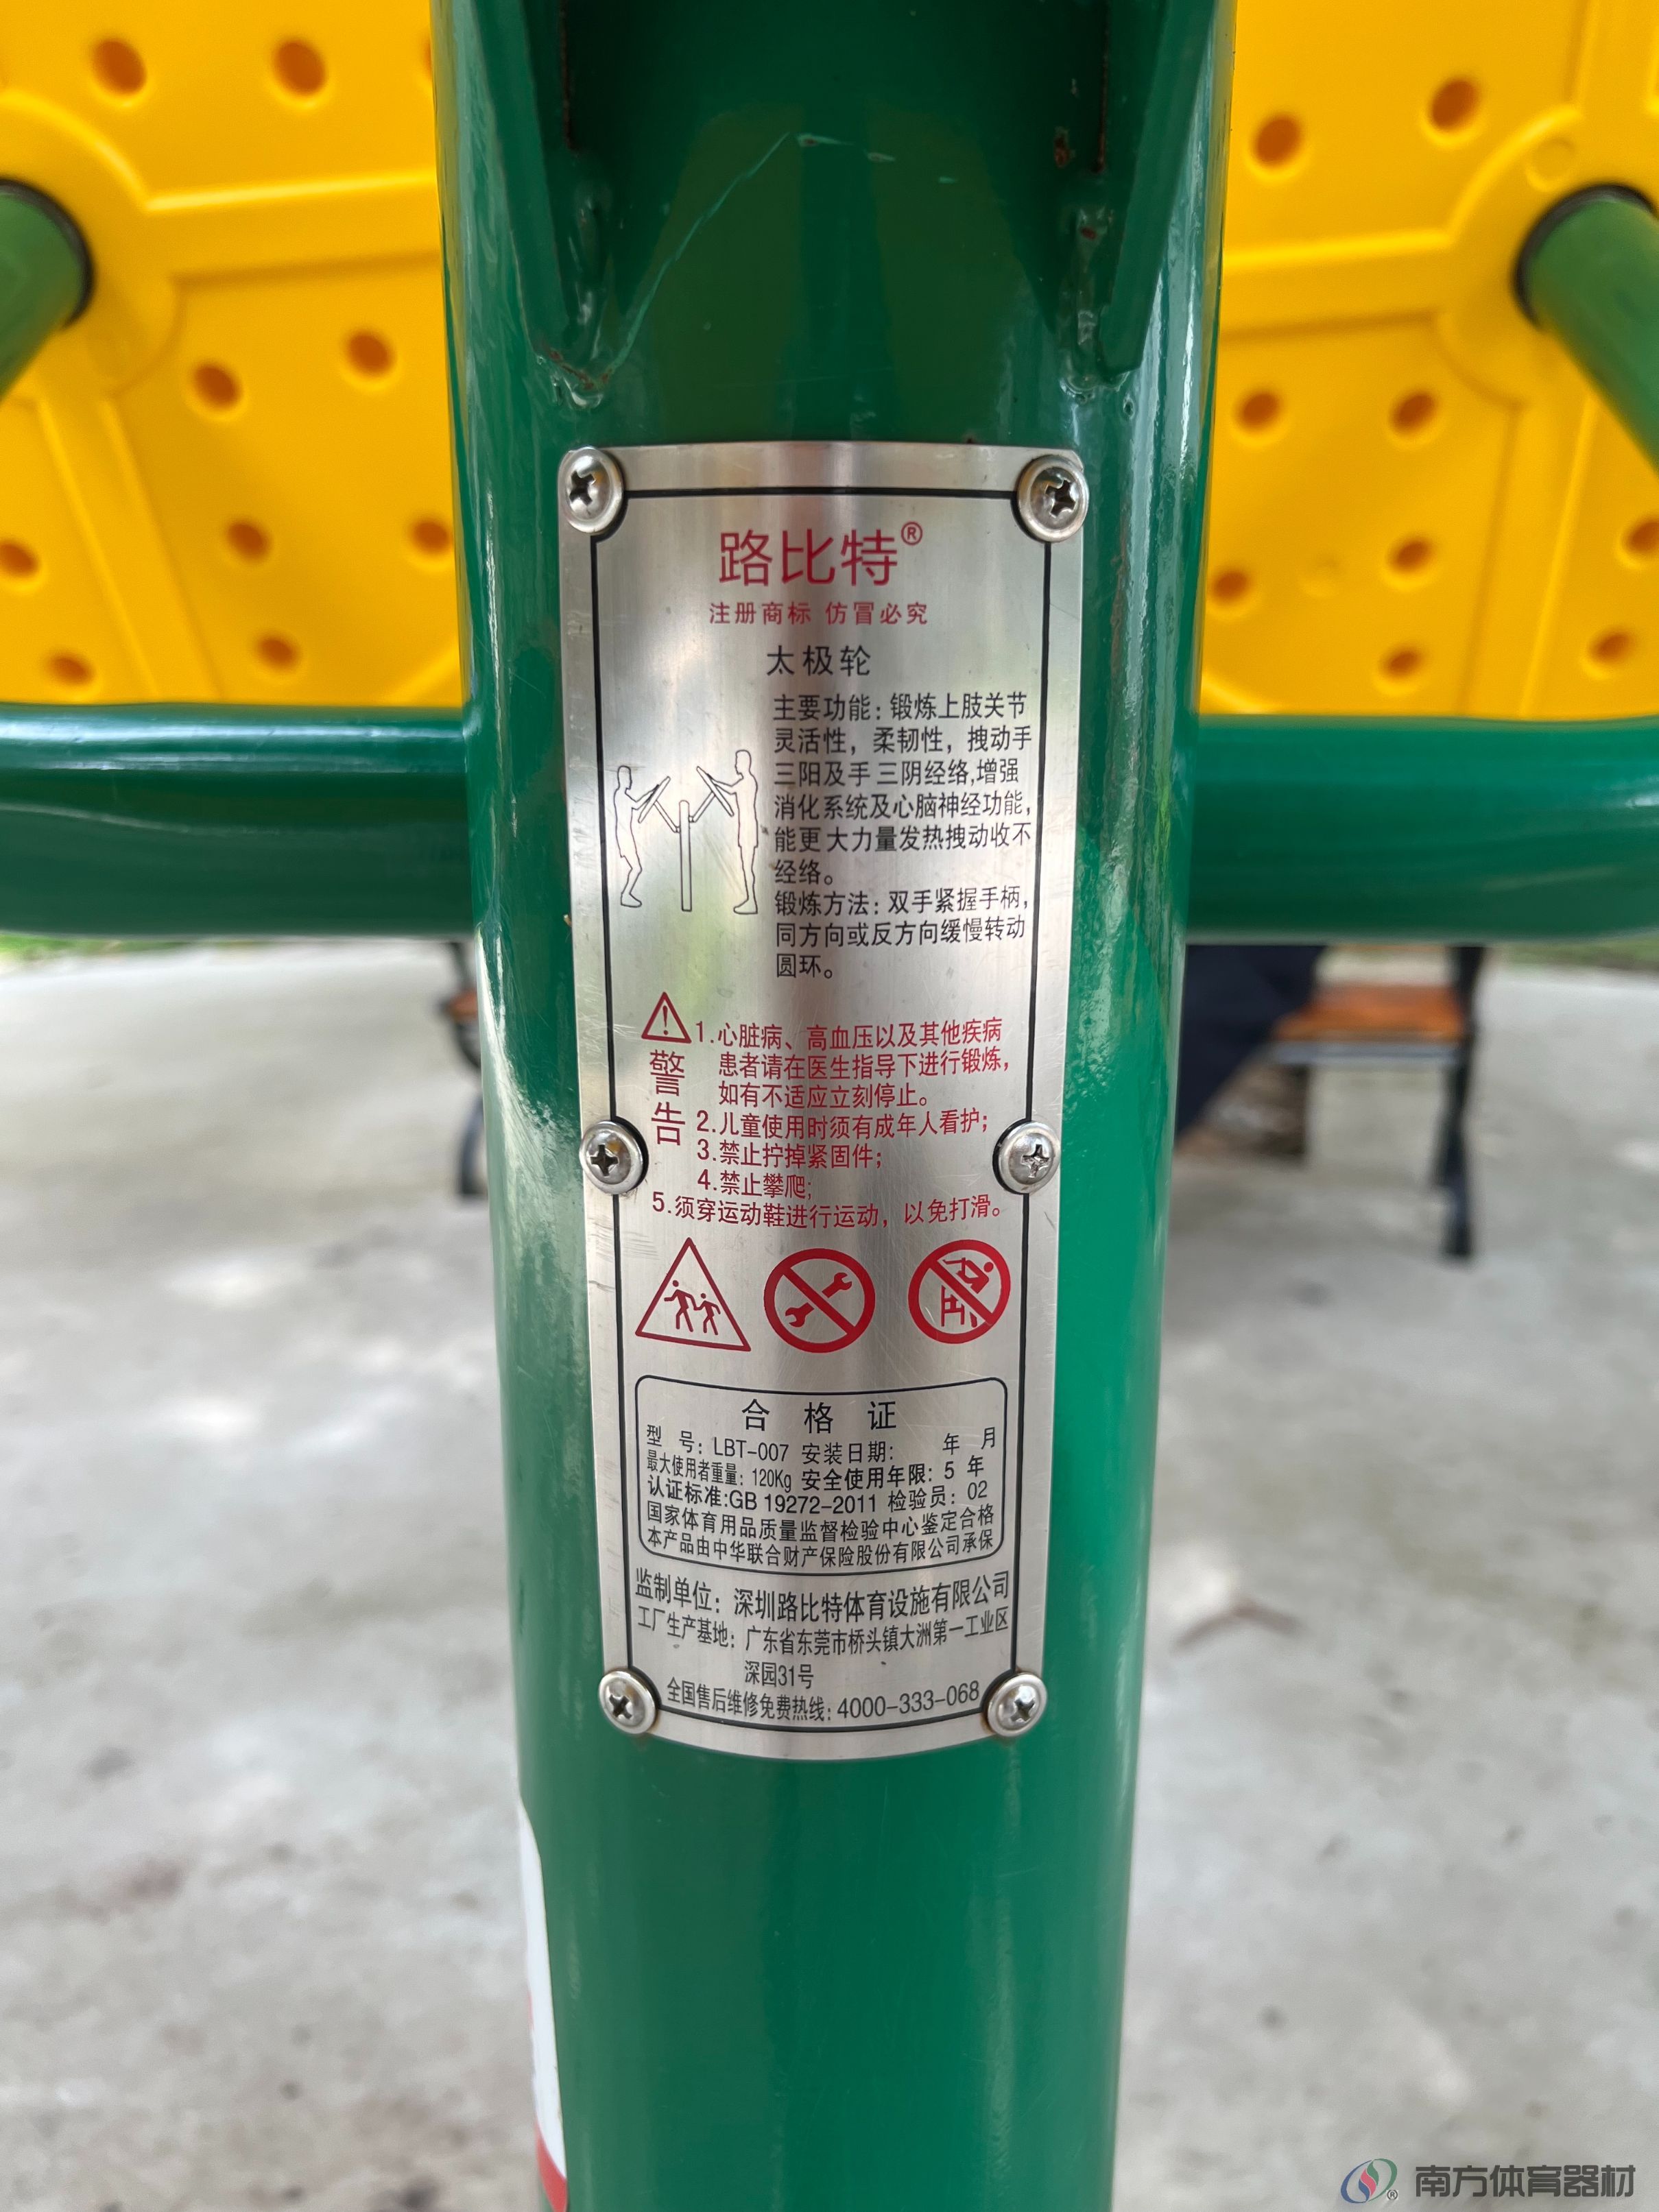 路比特®
注册商标 仿冒必究
太极轮
主要功能：锻炼上肢关节
灵活性，柔韧性，拽动手
三阳及手三阴经络,增强
消化系统及心脑神经功能，
能更大力量发热拽动收不
经络。
锻炼方法：双手紧握手柄，
同方向或反方向缓慢转动
圆环。
警告
1.心脏病、高血压以及其他疾病
患者请在医生指导下进行锻炼，
如有不适应立刻停止。
2.儿童使用时须有成年人看护；
3.禁止拧掉紧固件；
4.禁止攀爬；
5.须穿运动鞋进行运动，以免打滑。
合格证
型号：LBT-007 安装日期： 年 月
最大使用者重量：120Kg 安全使用年限：5 年
认证标准:GB 19272-2011 检验员：02
国家体育用品质量监督检验中心鉴定合格
本产品由中华联合财产保险股份有限公司承保
监制单位：深圳路比特体育设施有限公司
工厂生产基地：广东省东莞市桥头镇大洲第一工业区
深园31号
全国售后维修免费热线：4000-333-068
®南方体育器材